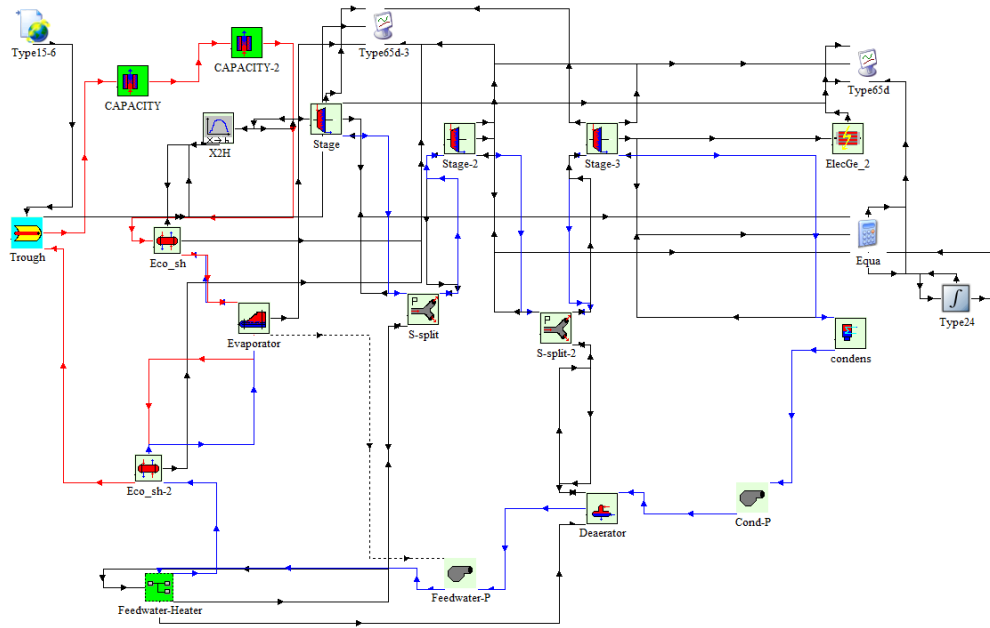 Type15-6
CAPACITY
CAPACITY-2
Type65d-3
Type65d
X2H
Stage
Stage-2
Stage-3
ElecGe_2
Trough
Eco_sh
Equa
Type24
Evaporator
P
S-split
P
S-split-2
condens
Eco_sh-2
Cond-P
Deaerator
Feedwater-P
Feedwater-Heater